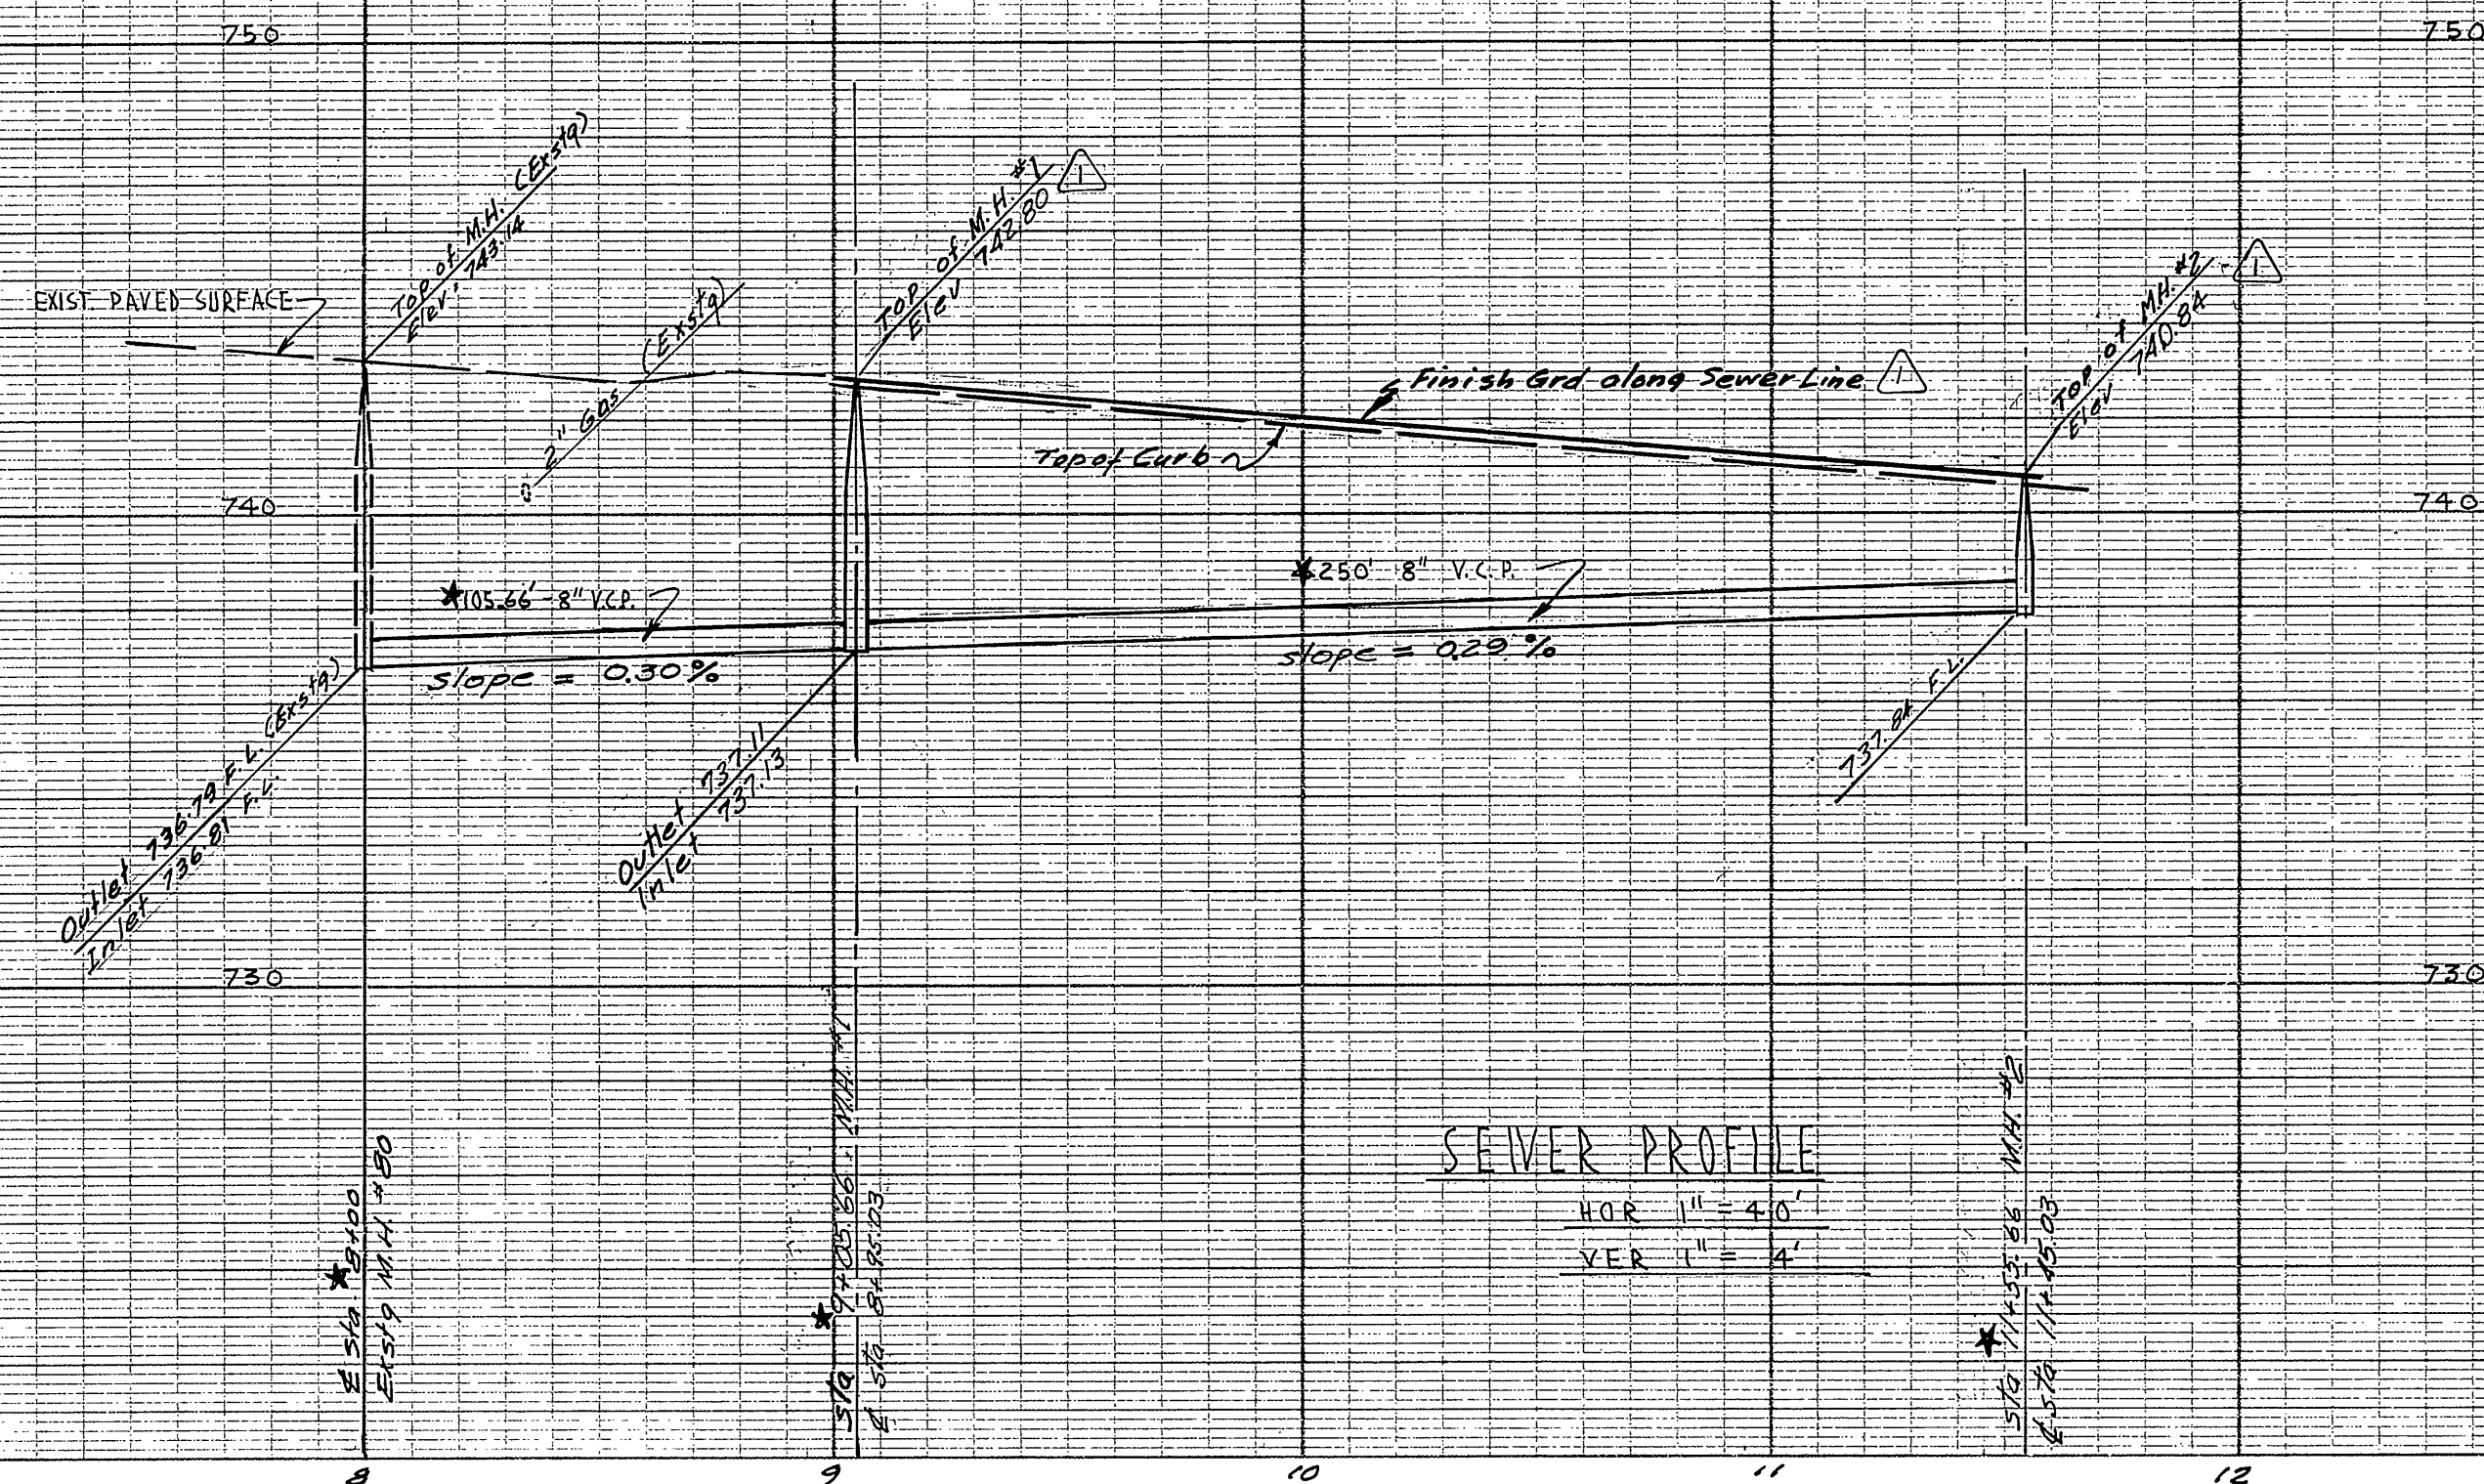 750
750
Top of M.H. (Exstg)
Elev. 743.14
TOP of M.H. #1
Elev 742.80
1
TOP of M.H. #2
Elev 740.84
1
EXIST. PAVED SURFACE
2" Gas (Exstg)
Finish Grd along Sewer Line
1
Top of Curb
740
740
★105.66'-8" V.C.P.
★250' 8" V.C.P.
Slope = 0.30%
Slope = 0.29 %
Outlet 736.79 F.L. (Exstg)
Inlet 736.81 F.L.
Outlet 737.11
Inlet 737.13
737.84 F.L.
730
730
SEWER PROFILE
HOR 1" = 40'
VER 1" = 4'
℄ Sta. ★8+00
Exstg M.H. #80
Sta ★9+05.66 M.H. #1
℄ Sta 8+95.03
Sta ★11+55.66 M.H. #2
℄ Sta 11+45.03
8
9
10
11
12